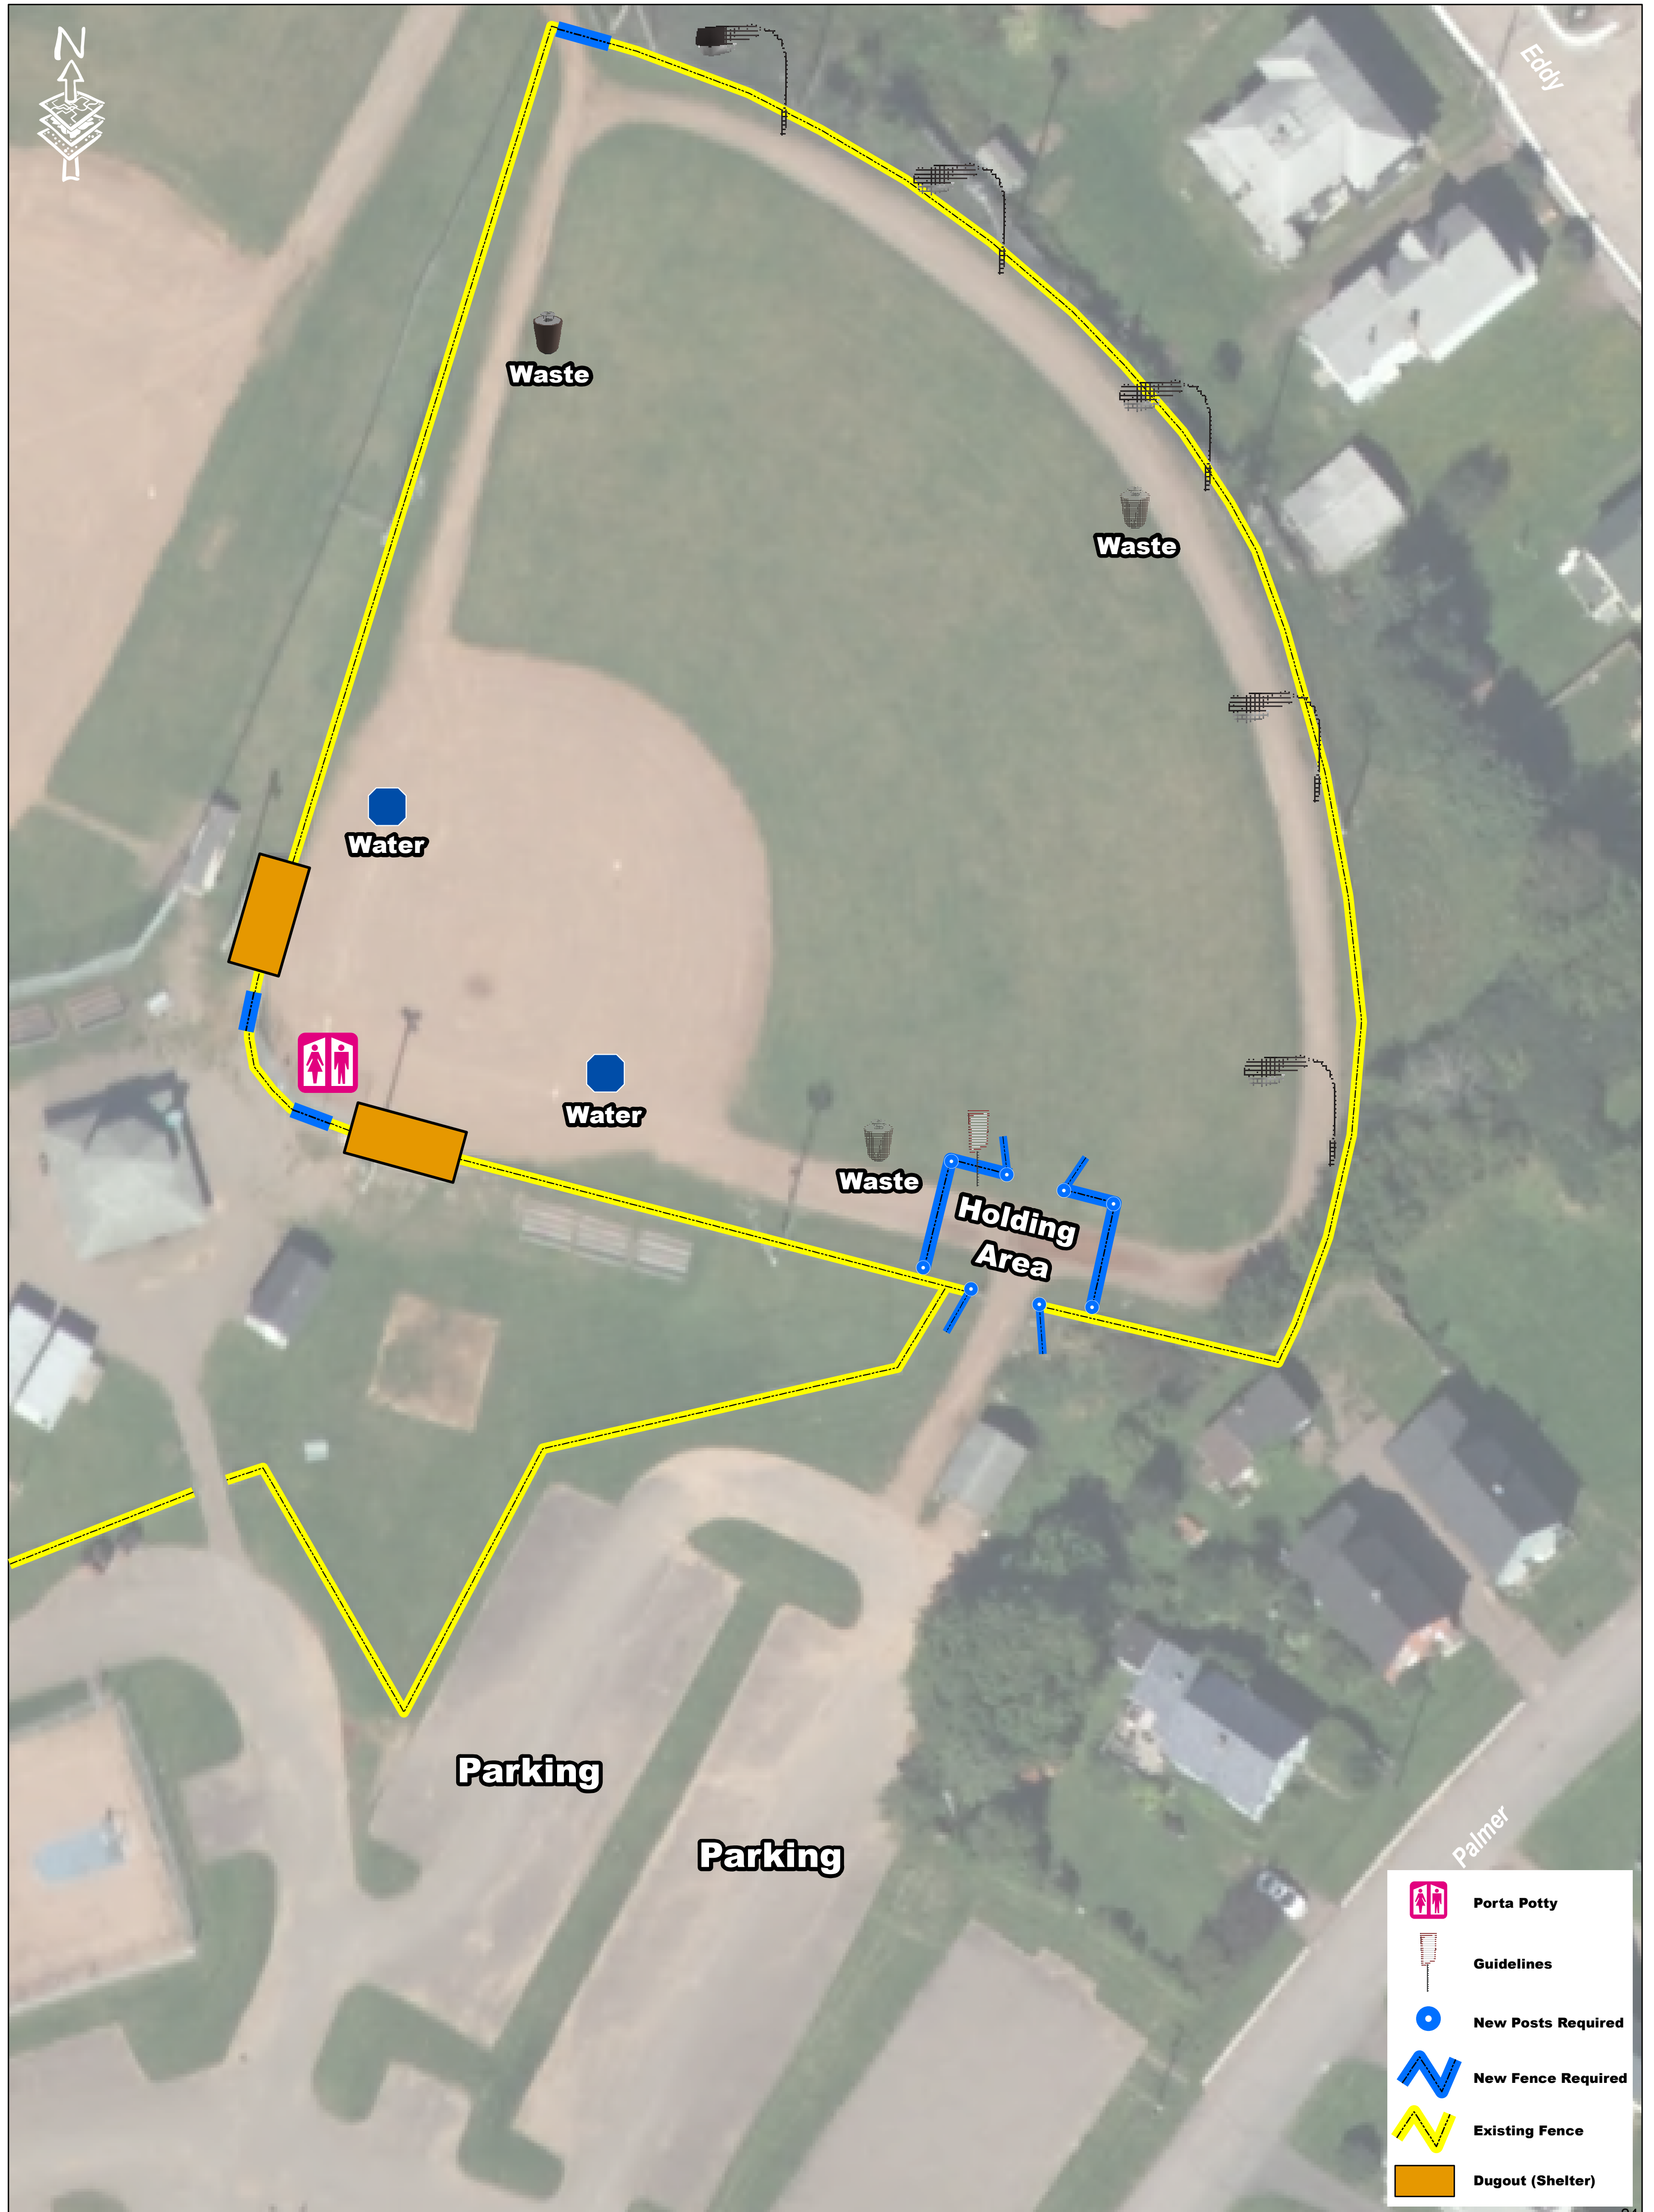 N
Eddy
Waste
Waste
Water
Water
Waste
Holding
Area
Parking
Parking
Palmer
Porta Potty
Guidelines
New Posts Required
New Fence Required
Existing Fence
Dugout (Shelter)